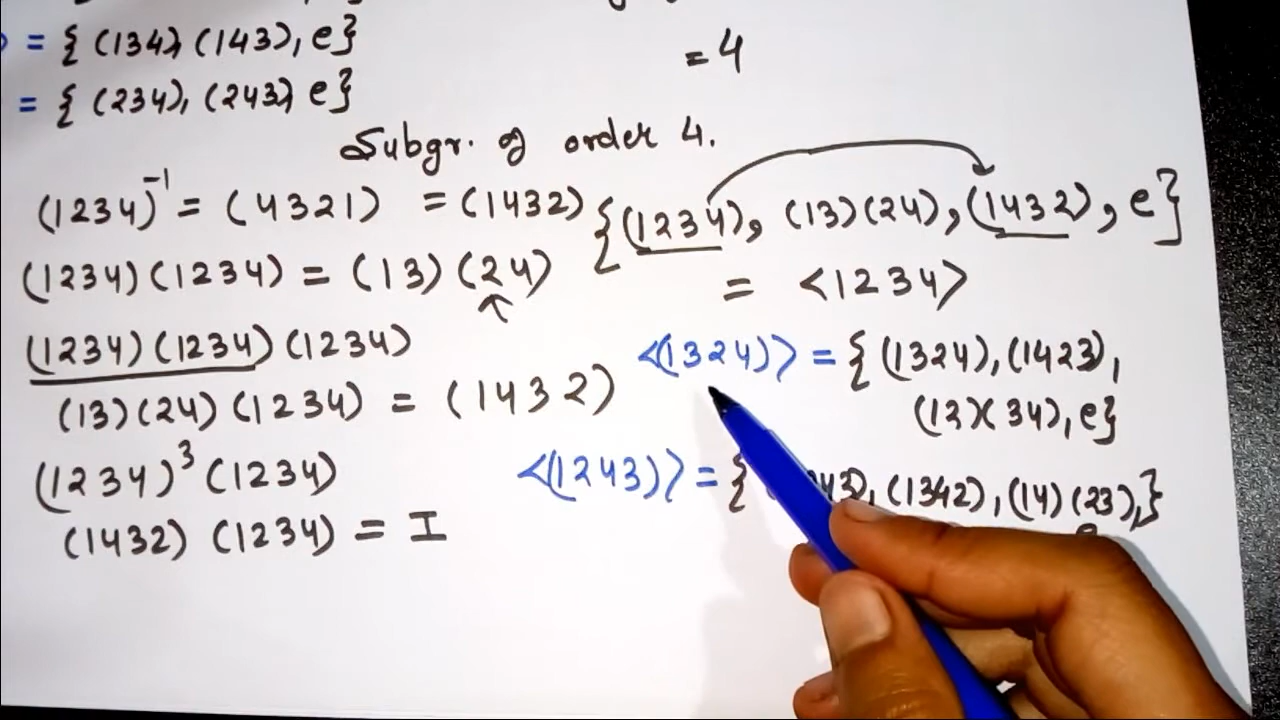 = { (134), (143), e}
= 4
= { (234), (243) e}
Subgr. of order 4.
(1234)⁻¹ = (4321) = (1432)
{(1234), (13)(24), (1432), e}
(1234)(1234) = (13)(24)
= <1234>
(1234)(1234)(1234)
<(1324)> = { (1324), (1423),
(13)(24)(1234) = (1432)
(12)(34), e}
(1234)³(1234)
<(1243)> = { 43), (1342), (14)(23), }
(1432)(1234) = I